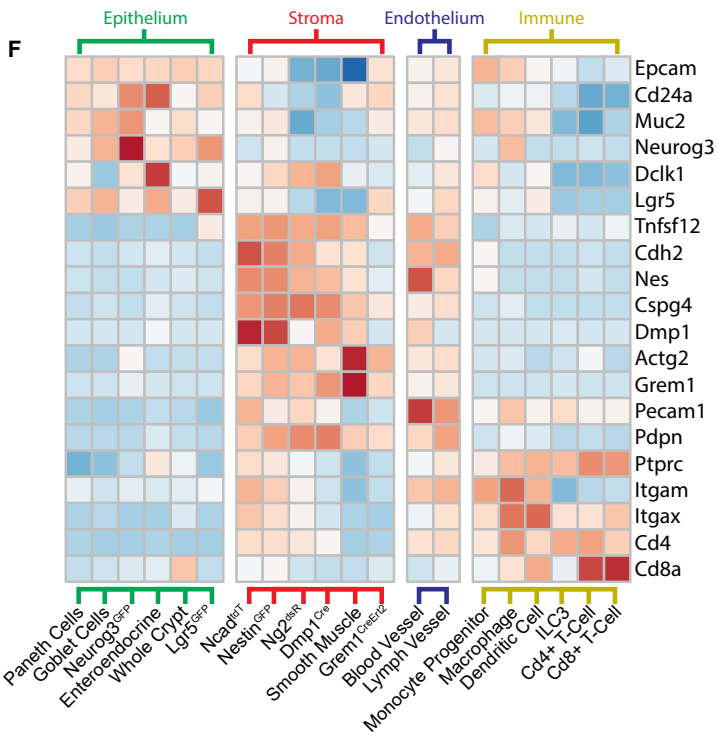 Epithelium Stroma Endothelium Immune
F
Epcam
Cd24a
Muc2
Neurog3
Dclk1
Lgr5
Tnfsf12
Cdh2
Nes
Cspg4
Dmp1
Actg2
Grem1
Pecam1
Pdpn
Ptprc
Itgam
Itgax
Cd4
Cd8a
Paneth Cells
Goblet Cells
Neurog3GFP
Enteroendocrine
Whole Crypt
Lgr5GFP
NcadtdT
NestinGFP
Ng2dsR
Dmp1Cre
Smooth Muscle
Grem1CreErt2
Blood Vessel
Lymph Vessel
Monocyte Progenitor
Macrophage
Dendritic Cell
ILC3
Cd4+ T-Cell
Cd8+ T-Cell